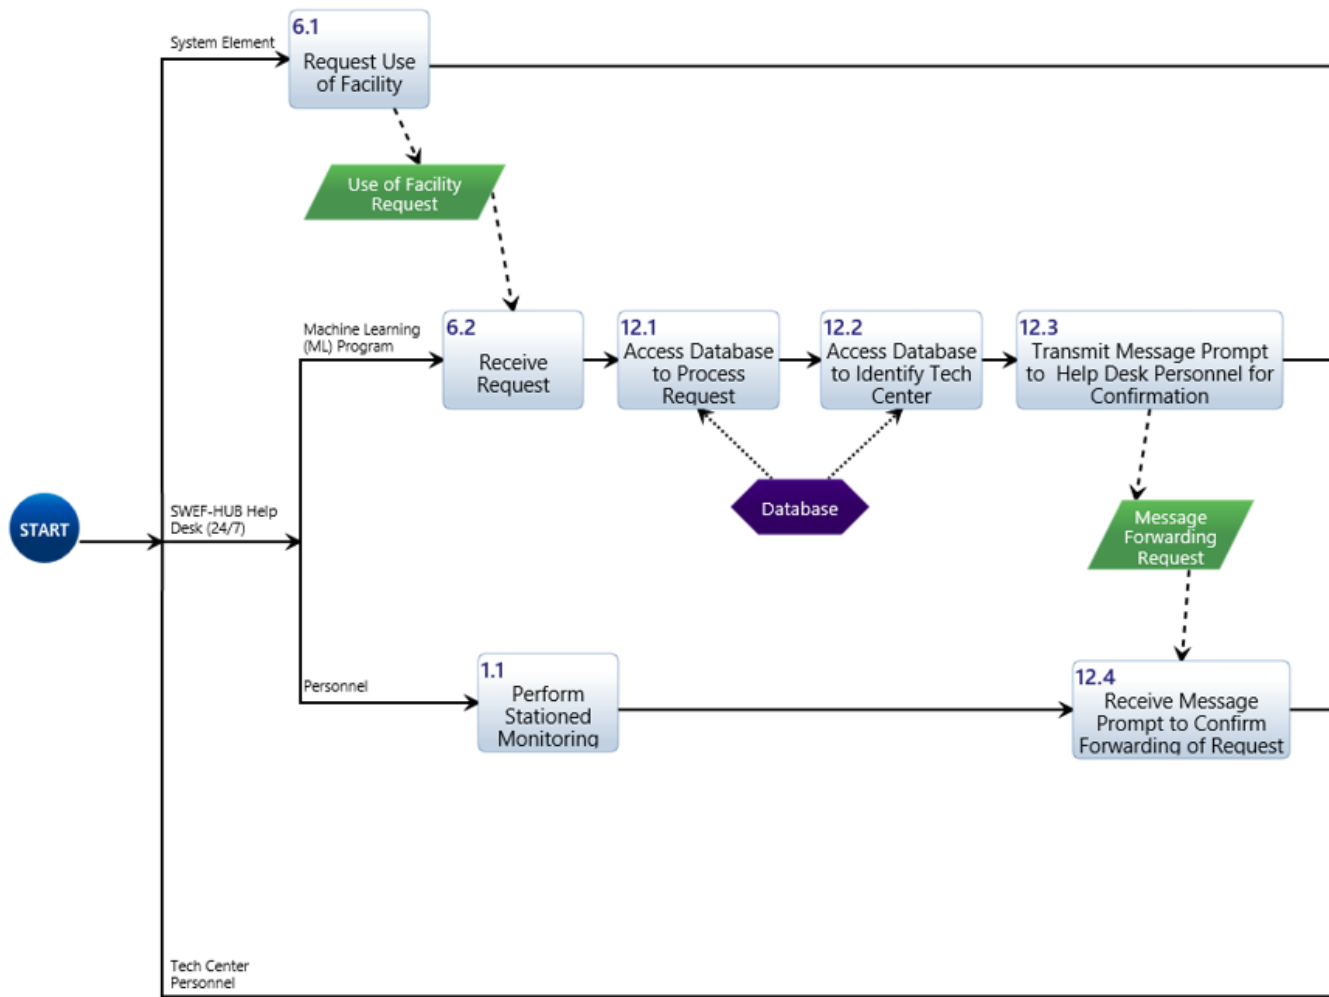 6.1
System Element
Request Use
of Facility
Use of Facility
Request
Machine Learning
(ML) Program
6.2
Receive
Request
12.1
Access Database
to Process
Request
12.2
Access Database
to Identify Tech
Center
12.3
Transmit Message Prompt
to Help Desk Personnel for
Confirmation
Database
START
SWEF-HUB Help
Desk (24/7)
Message
Forwarding
Request
Personnel
1.1
Perform
Stationed
Monitoring
12.4
Receive Message
Prompt to Confirm
Forwarding of Request
Tech Center
Personnel